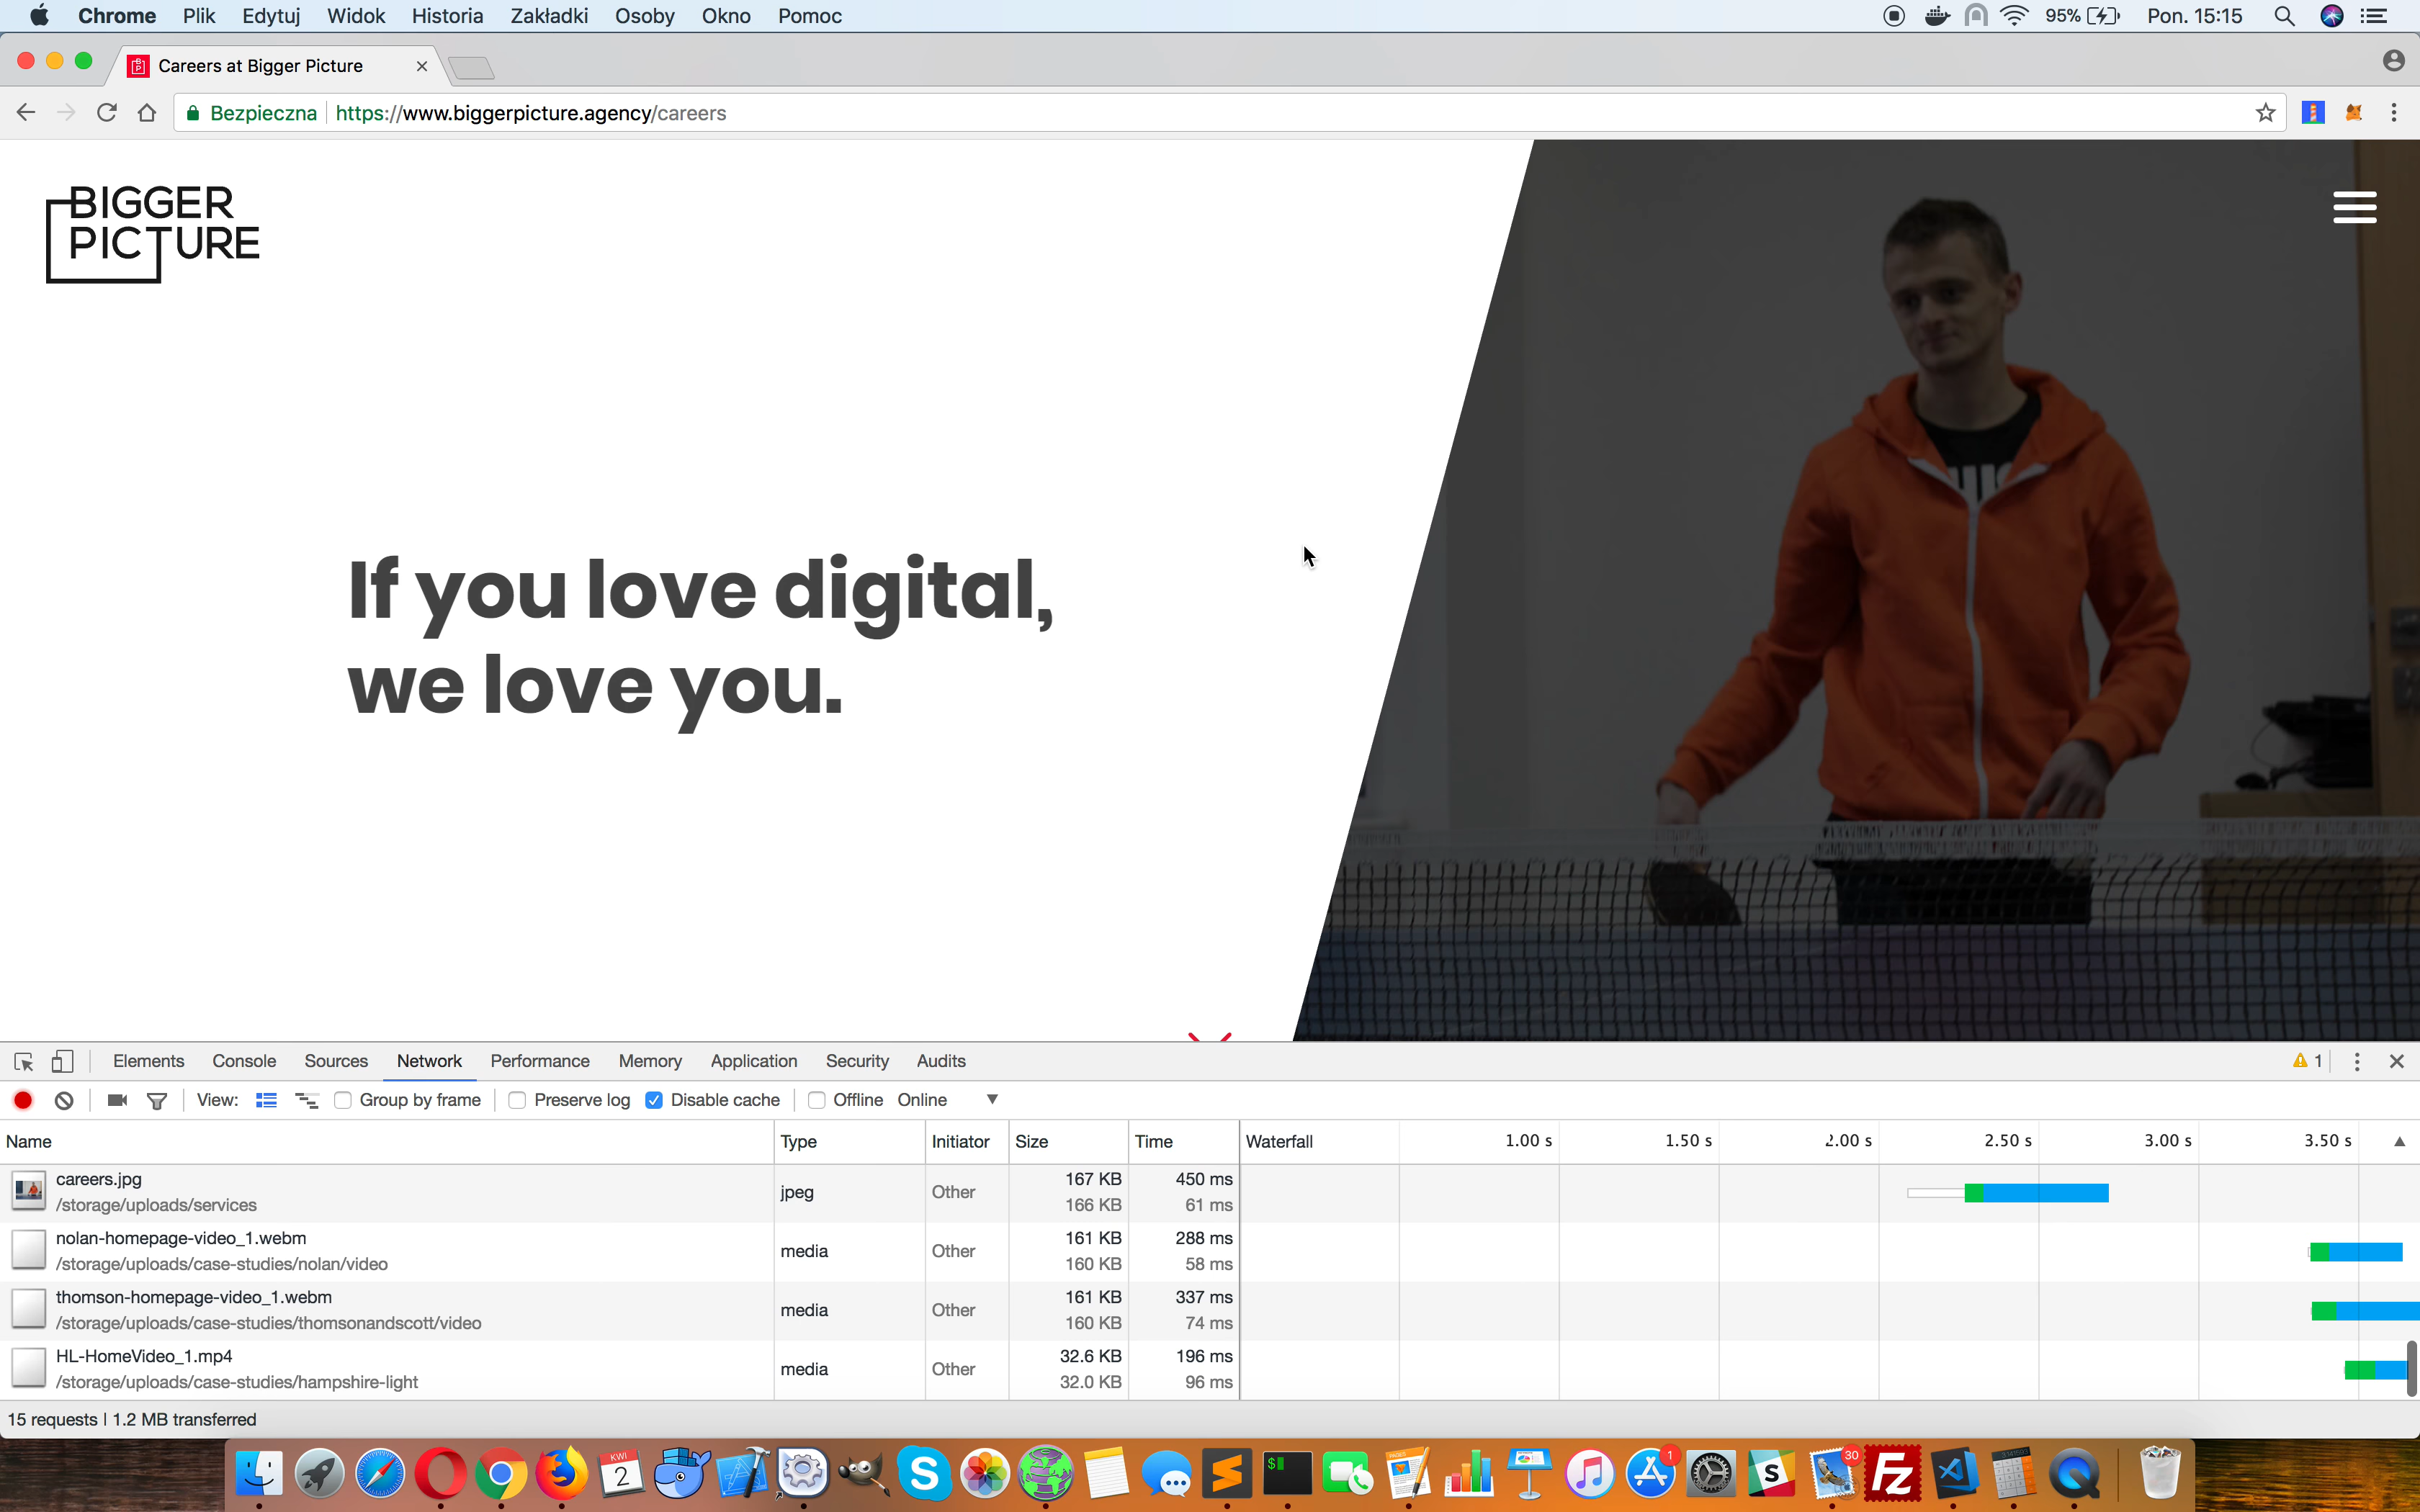 Chrome Plik Edytuj Widok Historia Zakładki Osoby Okno Pomoc 95% Pon. 15:15
Careers at Bigger Picture
Bezpieczna https://www.biggerpicture.agency/careers
BIGGER
PICTURE
If you love digital,
we love you.
Elements Console Sources Network Performance Memory Application Security Audits 1
View: Group by frame Preserve log Disable cache Offline Online
Name Type Initiator Size Time Waterfall 1.00 s 1.50 s 2.00 s 2.50 s 3.00 s 3.50 s
careers.jpg 167 KB 450 ms
jpeg Other
/storage/uploads/services 166 KB 61 ms
nolan-homepage-video_1.webm 161 KB 288 ms
media Other
/storage/uploads/case-studies/nolan/video 160 KB 58 ms
thomson-homepage-video_1.webm 161 KB 337 ms
media Other
/storage/uploads/case-studies/thomsonandscott/video 160 KB 74 ms
HL-HomeVideo_1.mp4 32.6 KB 196 ms
media Other
/storage/uploads/case-studies/hampshire-light 32.0 KB 96 ms
15 requests | 1.2 MB transferred
KWI
2
S
$
1
S
30
FZ